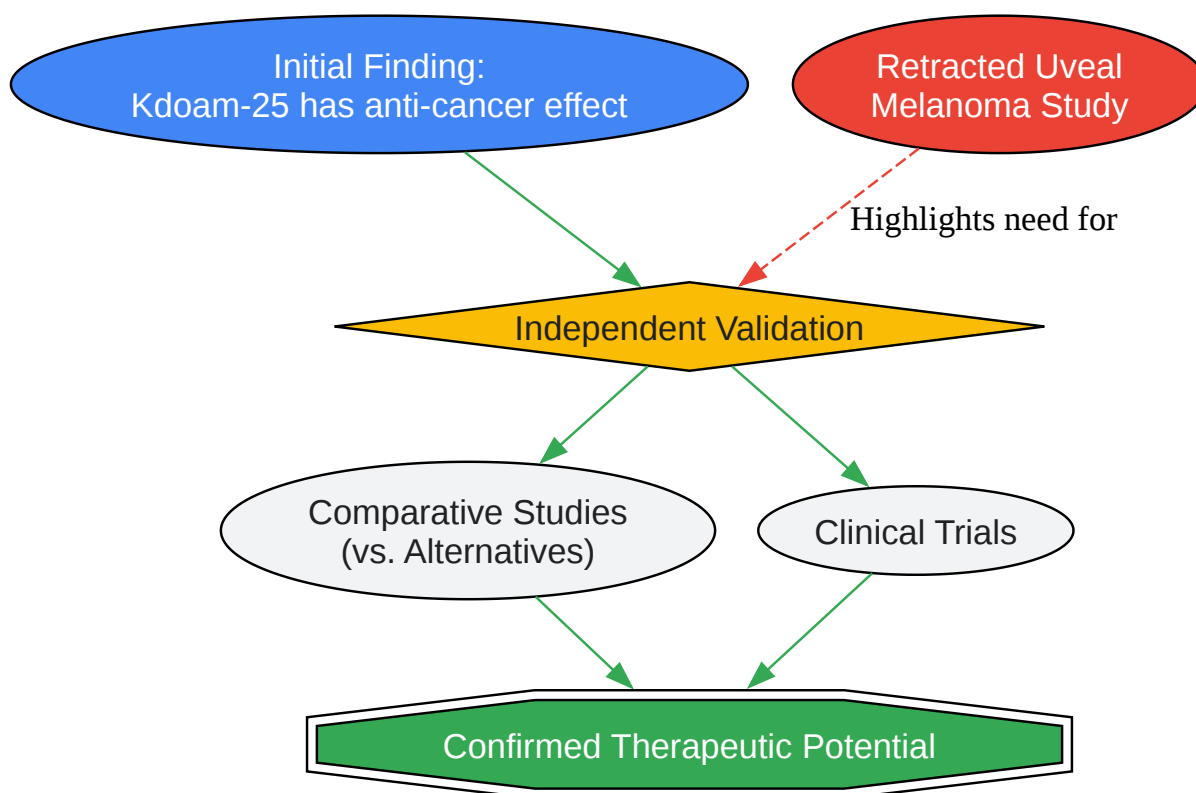 Initial Finding:
Kdoam-25 has anti-cancer effect
Retracted Uveal
Melanoma Study
Highlights need for
Independent Validation
Comparative Studies
(vs. Alternatives)
Clinical Trials
Confirmed Therapeutic Potential